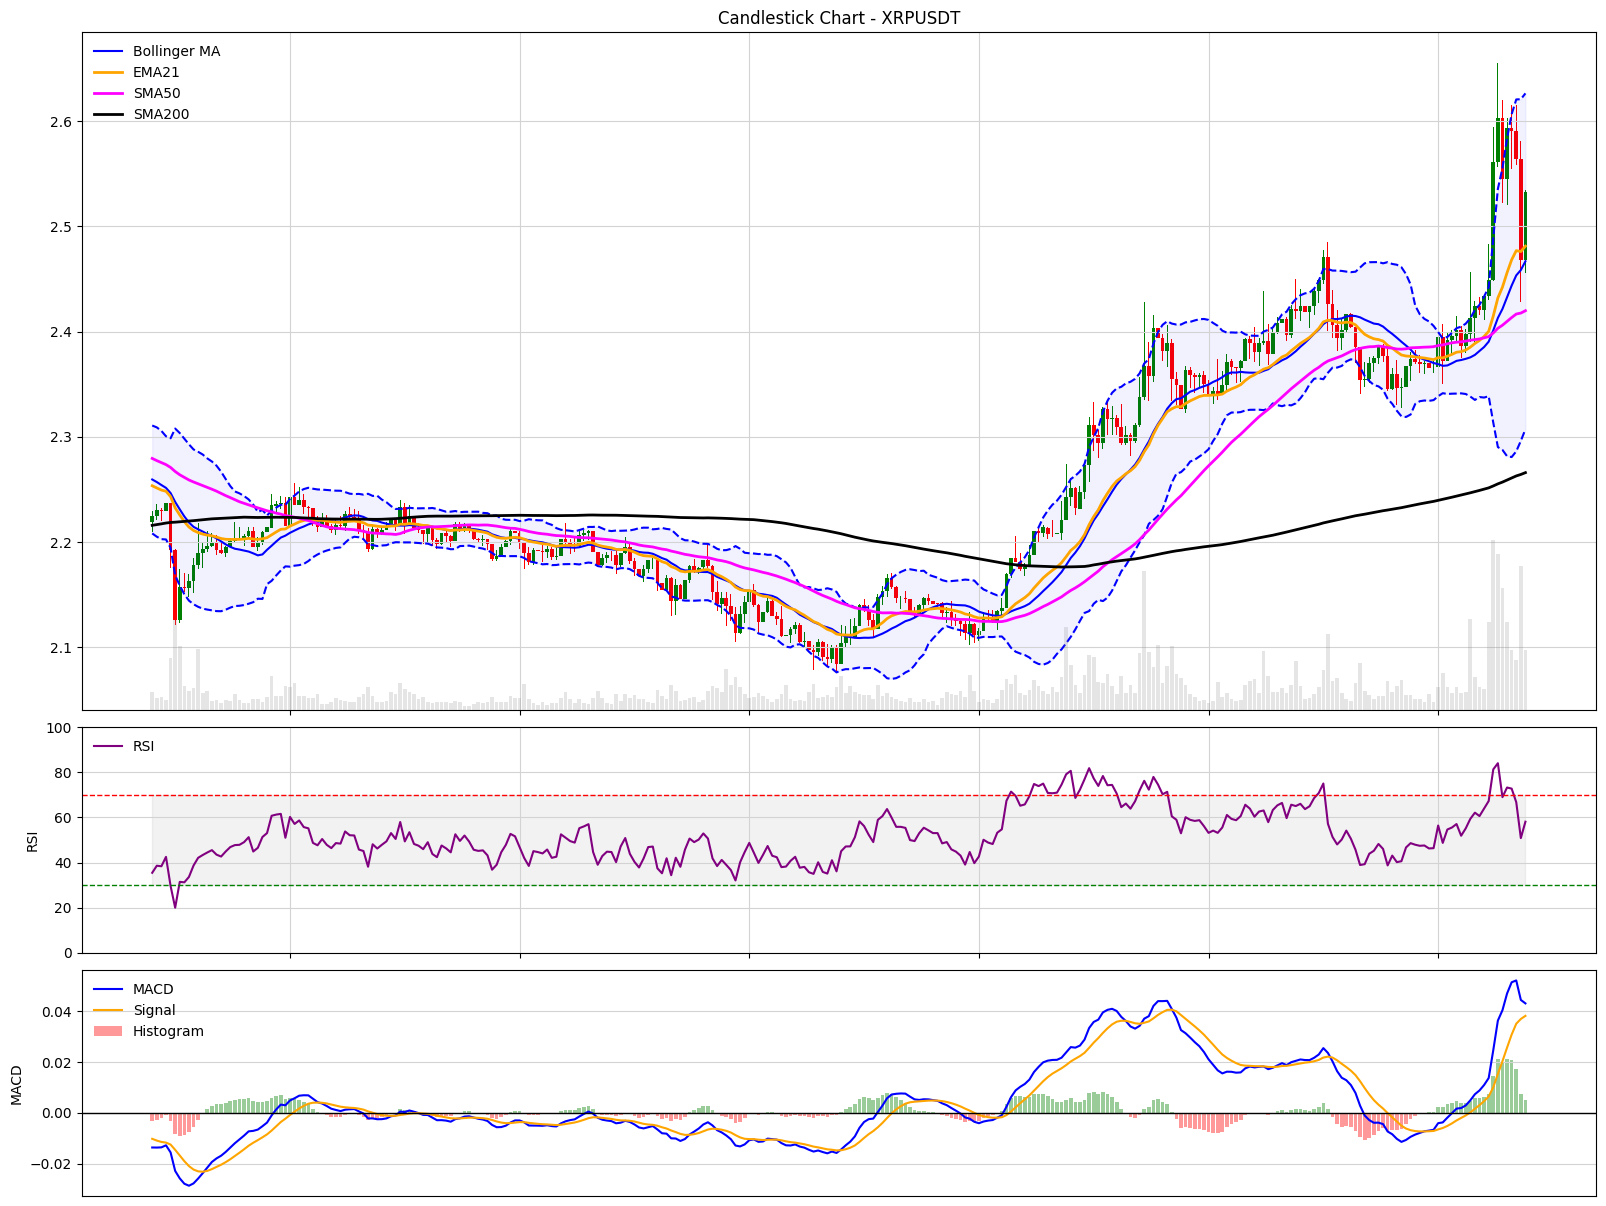 Candlestick Chart - XRPUSDT
Bollinger MA
EMA21
SMA50
SMA200
2.6
2.5
2.4
2.3
2.2
2.1
RSI
100
80
60
40
20
0
RSI
MACD
Signal
Histogram
0.04
0.02
0.00
−0.02
MACD